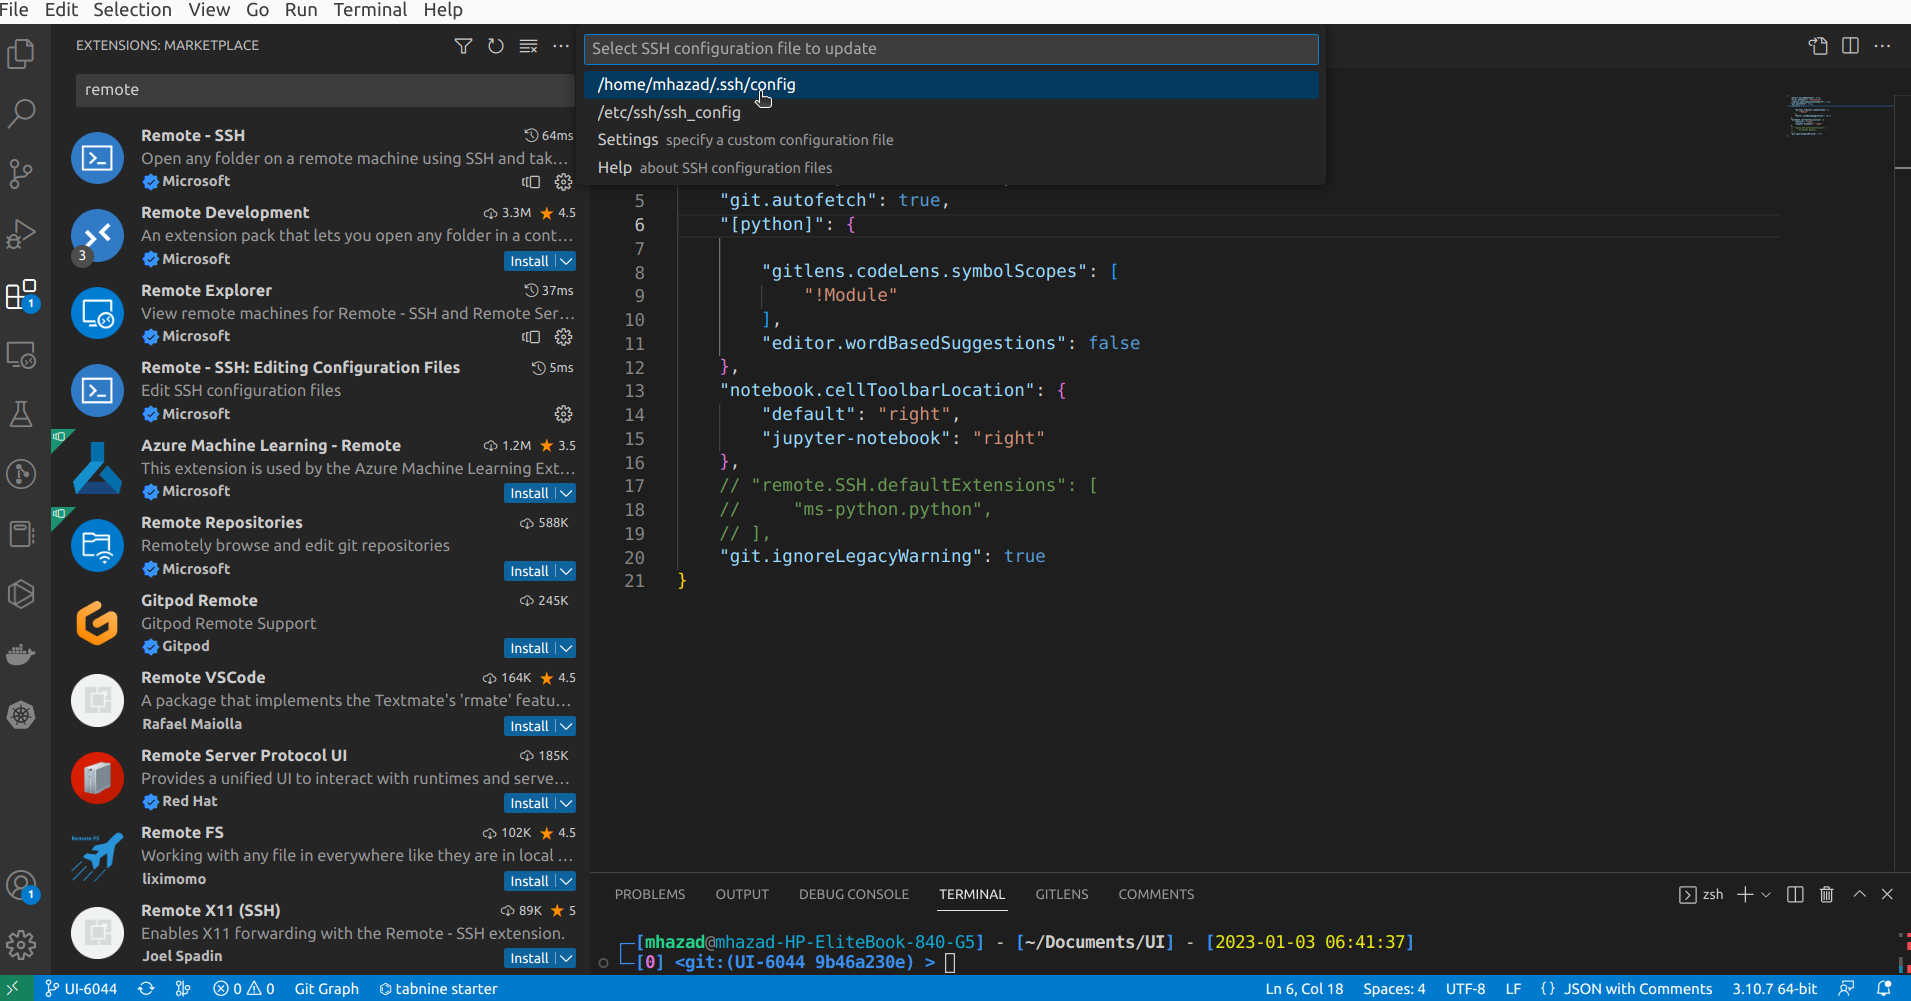 File Edit Selection View Go Run Terminal Help
EXTENSIONS: MARKETPLACE
remote
Remote - SSH 64ms
Open any folder on a remote machine using SSH and tak...
Microsoft
Remote Development 3.3M 4.5
An extension pack that lets you open any folder in a cont...
3
Microsoft Install
Remote Explorer 37ms
View remote machines for Remote - SSH and Remote Ser...
Microsoft
1
Remote - SSH: Editing Configuration Files 5ms
Edit SSH configuration files
Microsoft
Azure Machine Learning - Remote 1.2M 3.5
This extension is used by the Azure Machine Learning Ext...
Microsoft Install
Remote Repositories 588K
Remotely browse and edit git repositories
Microsoft Install
Gitpod Remote 245K
Gitpod Remote Support
Gitpod Install
Remote VSCode 164K 4.5
A package that implements the Textmate's 'rmate' featu...
Rafael Maiolla Install
Remote Server Protocol UI 185K
Provides a unified UI to interact with runtimes and serve...
Red Hat Install
Remote FS 102K 4.5
Remote FS
Working with any file in everywhere like they are in local ...
liximomo Install
1
Remote X11 (SSH) 89K 5
Enables X11 forwarding with the Remote - SSH extension.
Joel Spadin Install
Select SSH configuration file to update
/home/mhazad/.ssh/config
/etc/ssh/ssh_config
Settings specify a custom configuration file
Help about SSH configuration files
5 "git.autofetch": true,
6 "[python]": {
7
8 "gitlens.codeLens.symbolScopes": [
9 "!Module"
10 ],
11 "editor.wordBasedSuggestions": false
12 },
13 "notebook.cellToolbarLocation": {
14 "default": "right",
15 "jupyter-notebook": "right"
16 },
17 // "remote.SSH.defaultExtensions": [
18 //     "ms-python.python",
19 // ],
20 "git.ignoreLegacyWarning": true
21 }
PROBLEMS OUTPUT DEBUG CONSOLE TERMINAL GITLENS COMMENTS zsh
[mhazad@mhazad-HP-EliteBook-840-G5] - [~/Documents/UI] - [2023-01-03 06:41:37]
[0] <git:(UI-6044 9b46a230e) >
UI-6044 0 0 Git Graph tabnine starter Ln 6, Col 18 Spaces: 4 UTF-8 LF {} JSON with Comments 3.10.7 64-bit